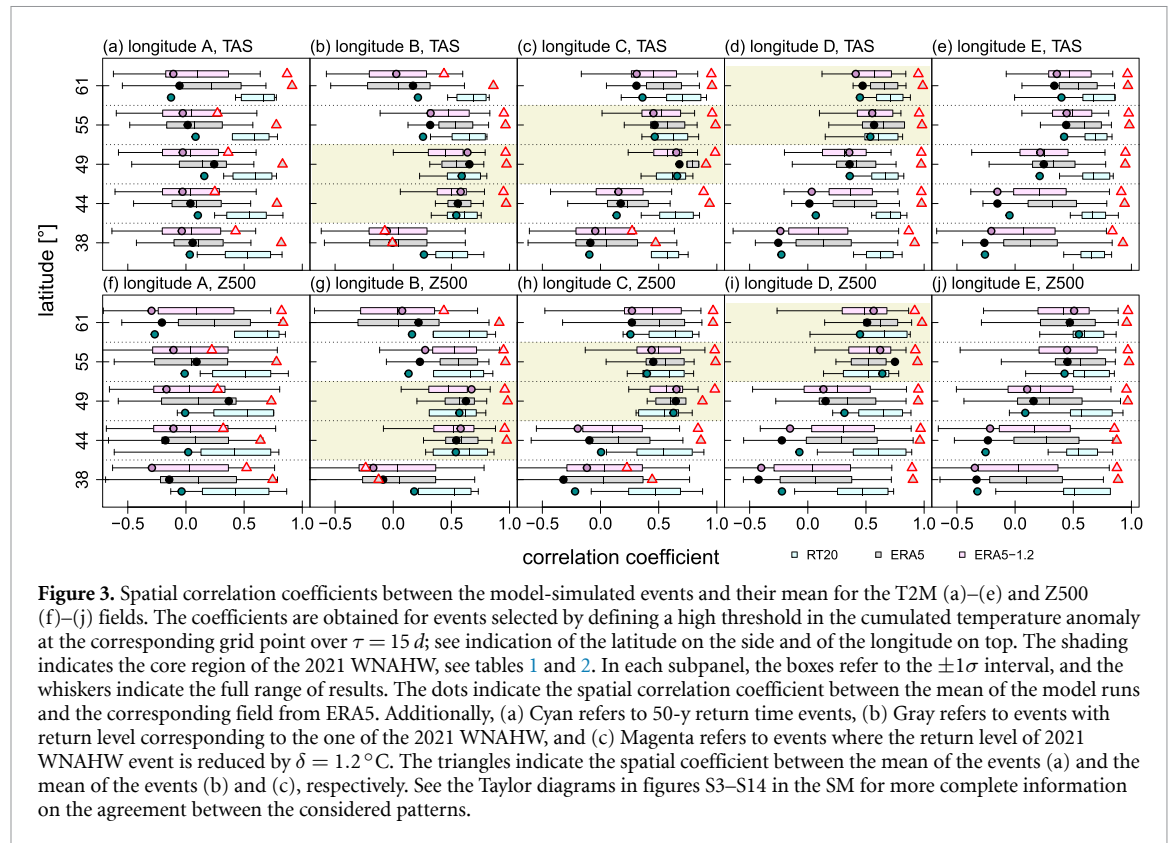 (a) longitude A, TAS
(b) longitude B, TAS
(c) longitude C, TAS
(d) longitude D, TAS
(e) longitude E, TAS
61
55
49
44
38
(f) longitude A, Z500
(g) longitude B, Z500
(h) longitude C, Z500
(i) longitude D, Z500
(j) longitude E, Z500
61
55
49
44
38
latitude [°]
−0.5 0.0 0.5 1.0
−0.5 0.0 0.5 1.0
−0.5 0.0 0.5 1.0
−0.5 0.0 0.5 1.0
−0.5 0.0 0.5 1.0
correlation coefficient
RT20 ERA5 ERA5−1.2
Figure 3. Spatial correlation coefficients between the model-simulated events and their mean for the T2M (a)–(e) and Z500
(f)–(j) fields. The coefficients are obtained for events selected by defining a high threshold in the cumulated temperature anomaly
at the corresponding grid point over τ = 15 d; see indication of the latitude on the side and of the longitude on top. The shading
indicates the core region of the 2021 WNAHW, see tables 1 and 2. In each subpanel, the boxes refer to the ±1σ interval, and the
whiskers indicate the full range of results. The dots indicate the spatial correlation coefficient between the mean of the model runs
and the corresponding field from ERA5. Additionally, (a) Cyan refers to 50-y return time events, (b) Gray refers to events with
return level corresponding to the one of the 2021 WNAHW, and (c) Magenta refers to events where the return level of 2021
WNAHW event is reduced by δ = 1.2 °C. The triangles indicate the spatial coefficient between the mean of the events (a) and the
mean of the events (b) and (c), respectively. See the Taylor diagrams in figures S3–S14 in the SM for more complete information
on the agreement between the considered patterns.